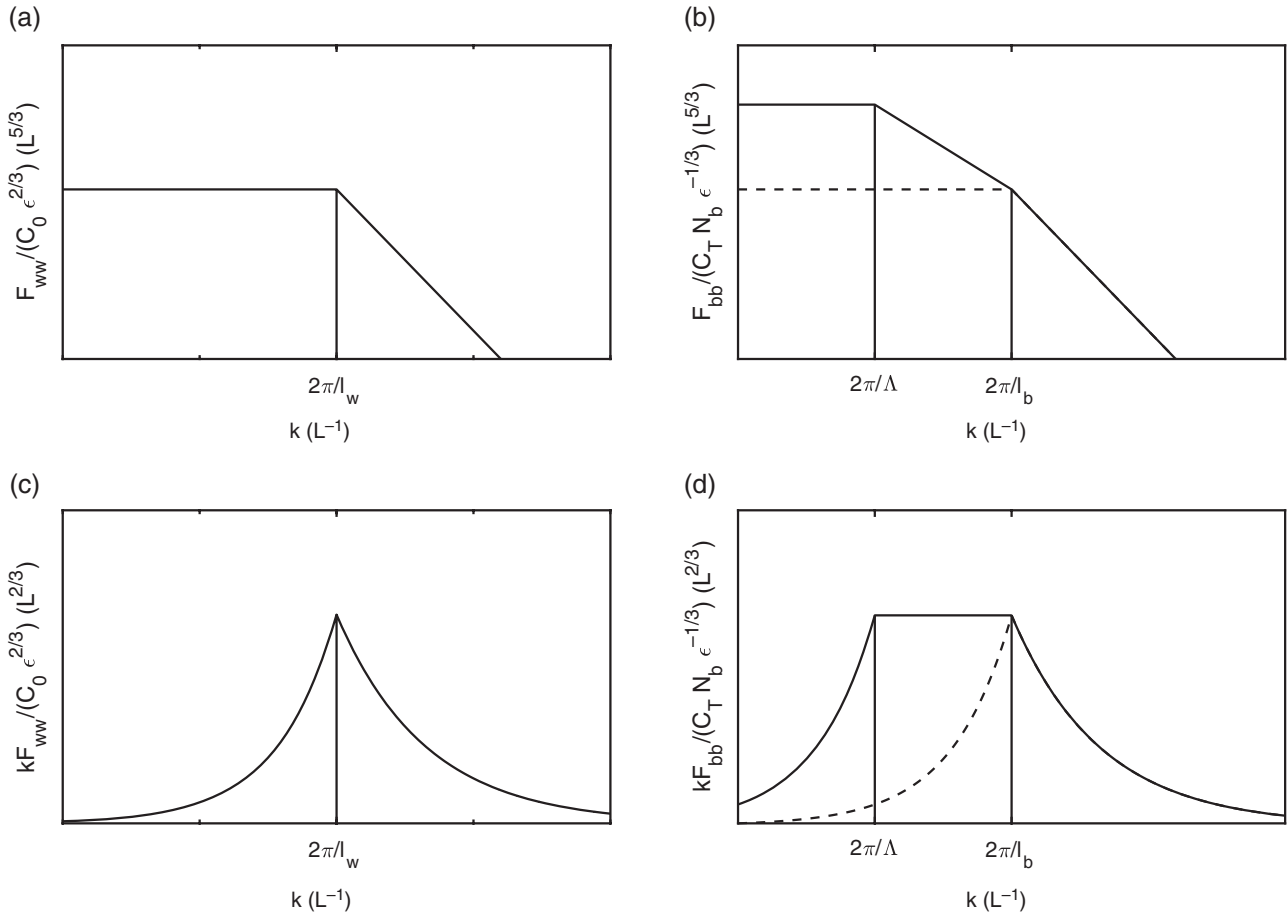 (a)
F_ww/(C_0 ϵ^{2/3}) (L^{5/3})
2π/l_w
k (L^{−1})
(b)
F_bb/(C_T N_b ϵ^{−1/3}) (L^{5/3})
2π/Λ
2π/l_b
k (L^{−1})
(c)
kF_ww/(C_0 ϵ^{2/3}) (L^{2/3})
2π/l_w
k (L^{−1})
(d)
kF_bb/(C_T N_b ϵ^{−1/3}) (L^{2/3})
2π/Λ
2π/l_b
k (L^{−1})